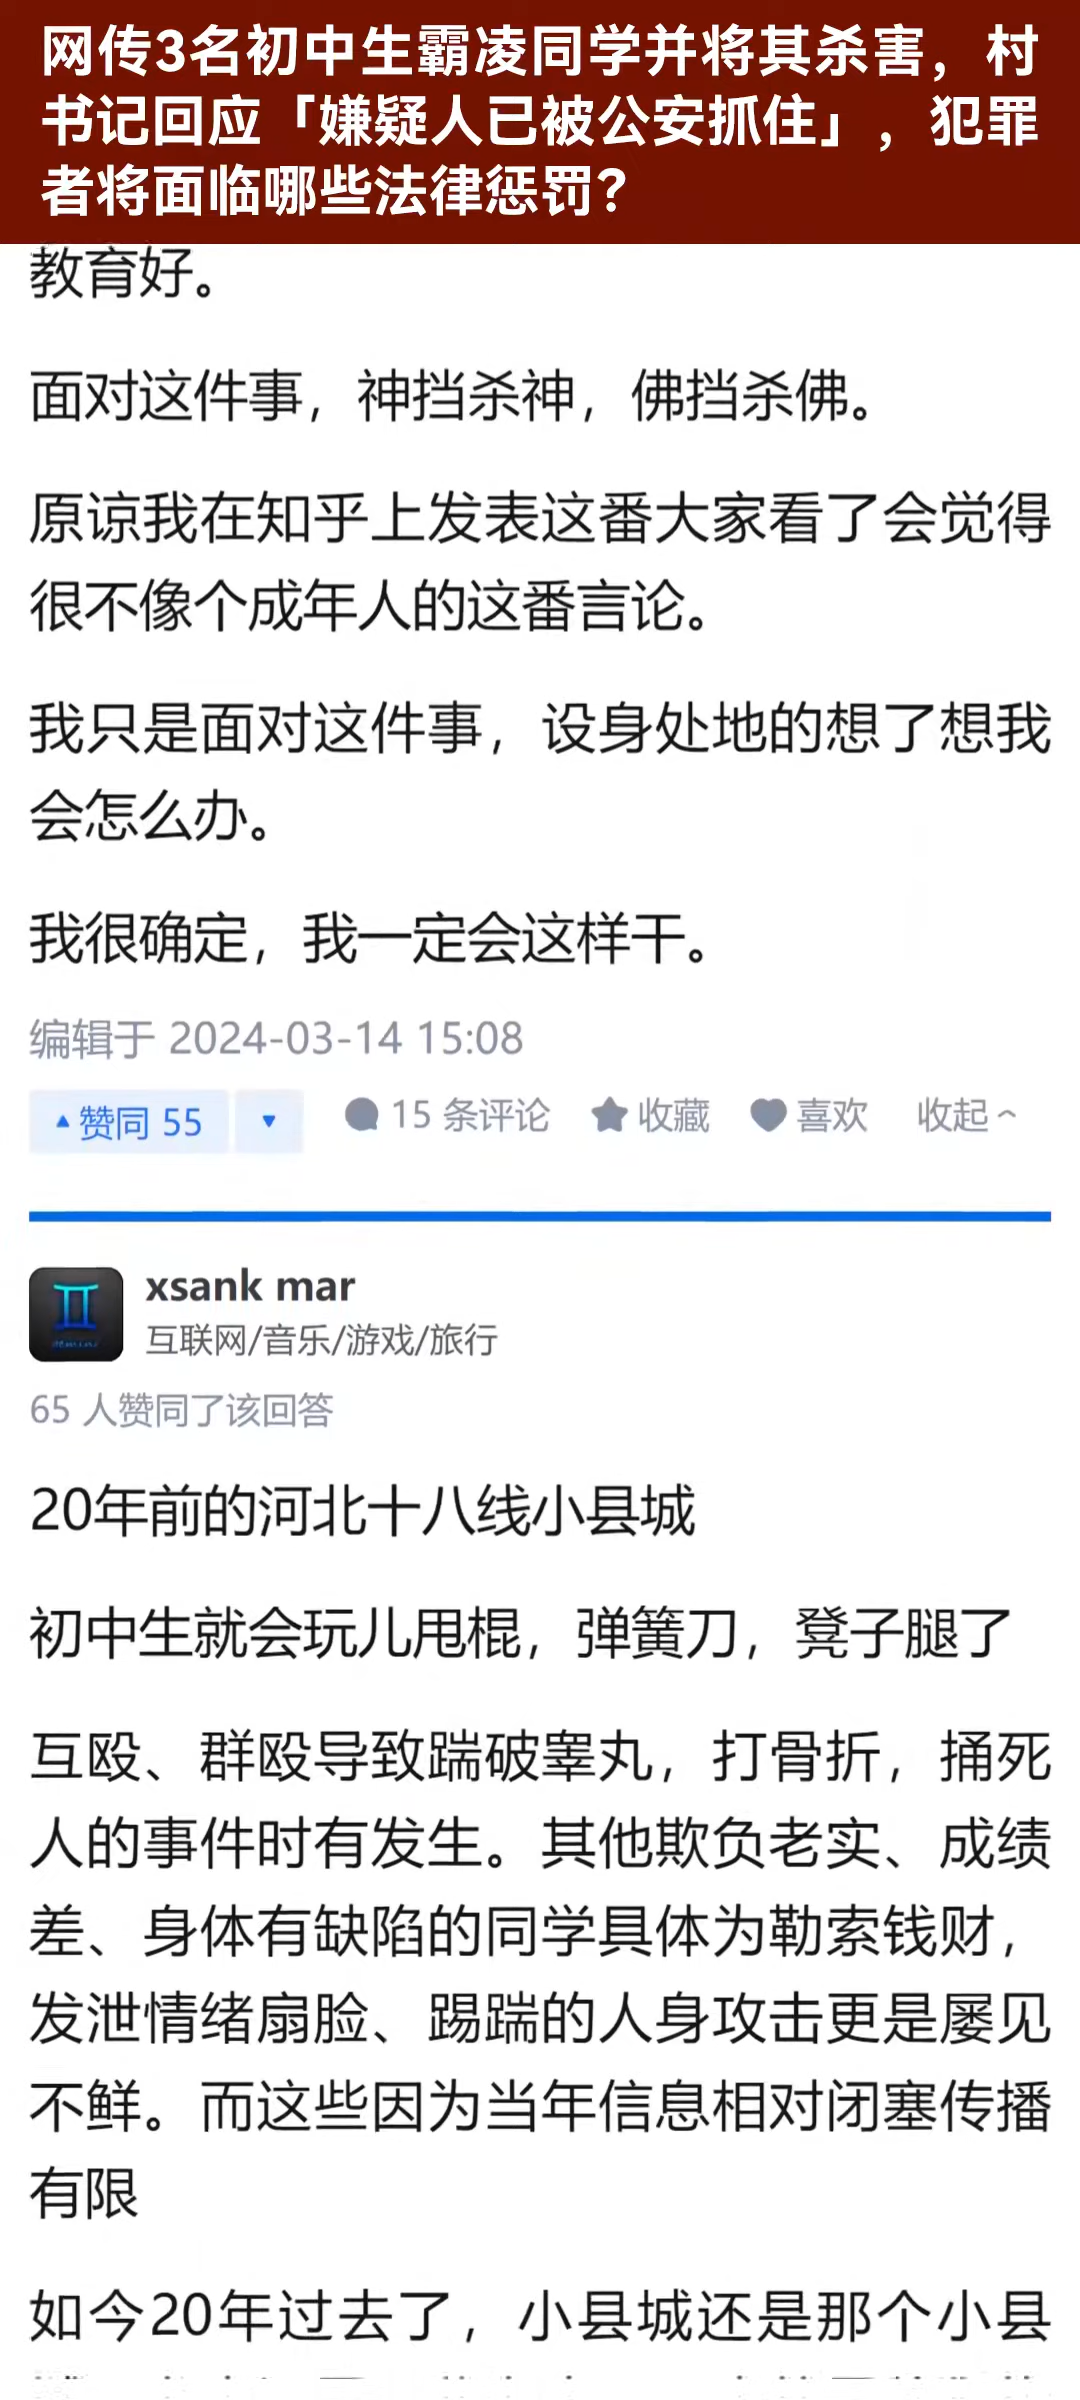 网传3名初中生霸凌同学并将其杀害，村
书记回应「嫌疑人已被公安抓住」，犯罪
者将面临哪些法律惩罚？
教育好。
面对这件事，神挡杀神，佛挡杀佛。
原谅我在知乎上发表这番大家看了会觉得
很不像个成年人的这番言论。
我只是面对这件事，设身处地的想了想我
会怎么办。
我很确定，我一定会这样干。
编辑于 2024-03-14 15:08
赞同 55
15 条评论
收藏
喜欢
收起
xsank mar
互联网/音乐/游戏/旅行
65 人赞同了该回答
20年前的河北十八线小县城
初中生就会玩儿甩棍，弹簧刀，凳子腿了
互殴、群殴导致踹破睾丸，打骨折，捅死
人的事件时有发生。其他欺负老实、成绩
差、身体有缺陷的同学具体为勒索钱财，
发泄情绪扇脸、踢踹的人身攻击更是屡见
不鲜。而这些因为当年信息相对闭塞传播
有限
如今20年过去了，小县城还是那个小县